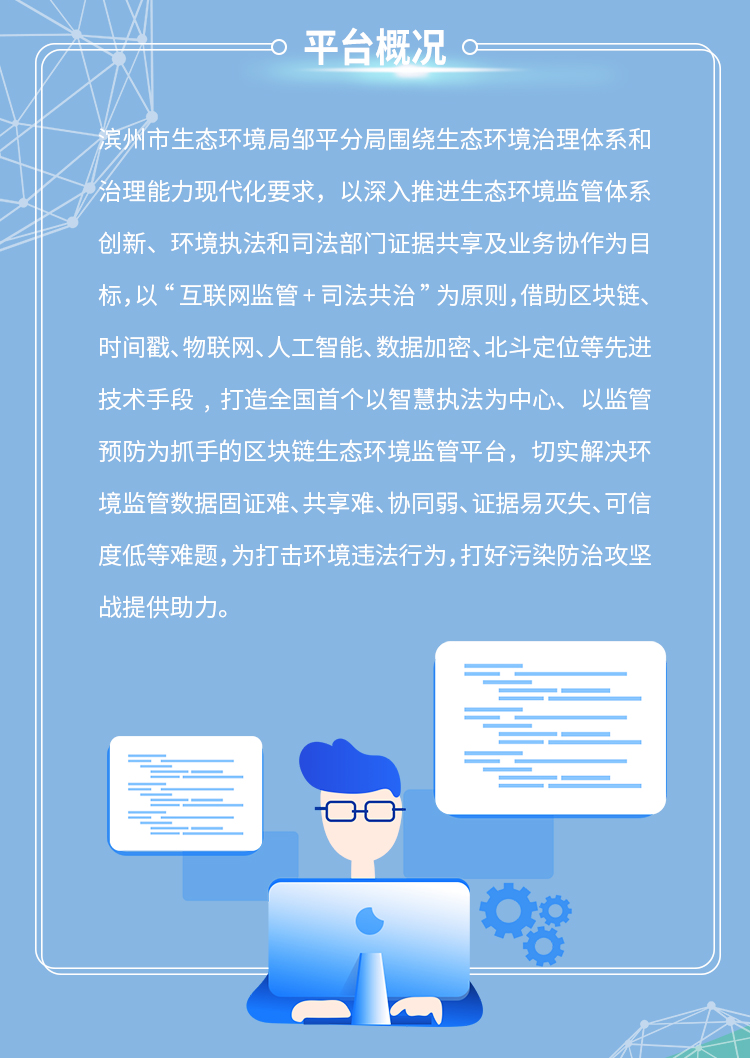 平台概况
滨州市生态环境局邹平分局围绕生态环境治理体系和
治理能力现代化要求，以深入推进生态环境监管体系
创新、环境执法和司法部门证据共享及业务协作为目
标，以“互联网监管+司法共治”为原则，借助区块链、
时间戳、物联网、人工智能、数据加密、北斗定位等先进
技术手段，打造全国首个以智慧执法为中心、以监管
预防为抓手的区块链生态环境监管平台，切实解决环
境监管数据固证难、共享难、协同弱、证据易灭失、可信
度低等难题，为打击环境违法行为，打好污染防治攻坚
战提供助力。